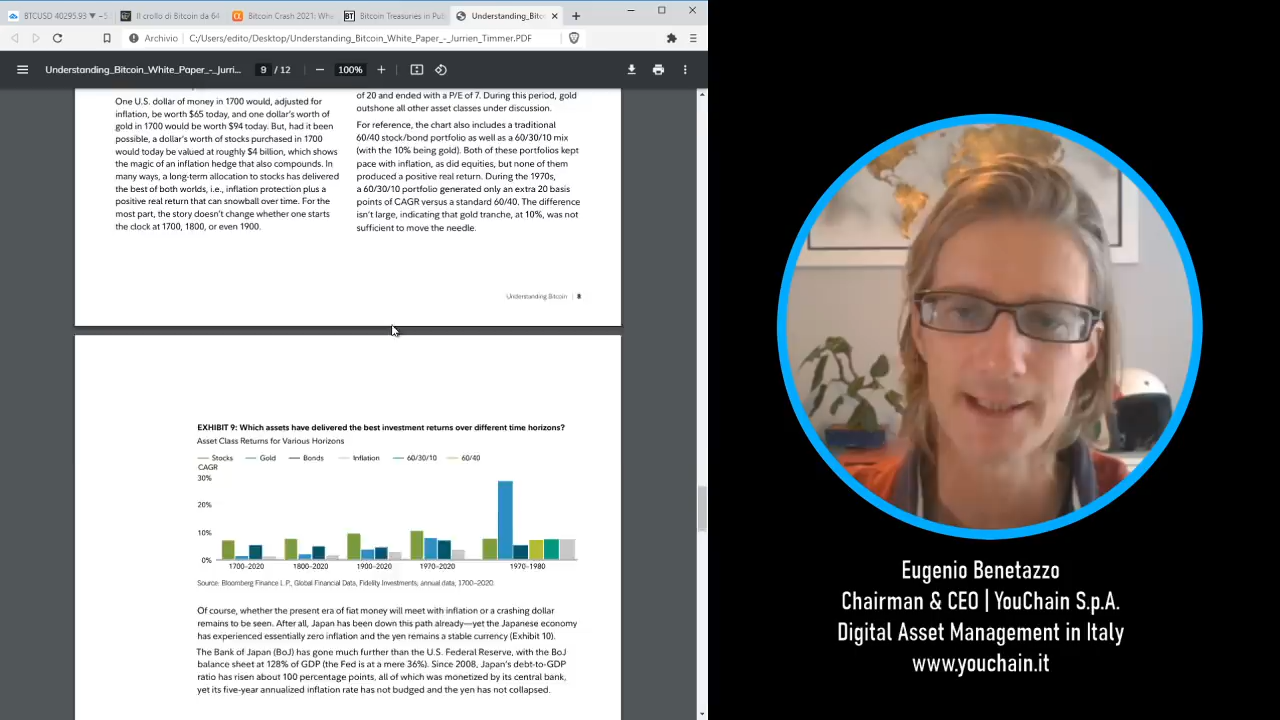 BTCUSD 40295.93 ▼ −5
Il crollo di Bitcoin da 64
Bitcoin Crash 2021: Wh
Bitcoin Treasuries in Pub
Understanding_Bitc
Archivio | C:/Users/edito/Desktop/Understanding_Bitcoin_White_Paper_-_Jurrien_Timmer.PDF
Understanding_Bitcoin_White_Paper_-_Jurri...
9 / 12
100%
One U.S. dollar of money in 1700 would, adjusted for
inflation, be worth $65 today, and one dollar's worth of
gold in 1700 would be worth $94 today. But, had it been
possible, a dollar's worth of stocks purchased in 1700
would today be valued at roughly $4 billion, which shows
the magic of an inflation hedge that also compounds. In
many ways, a long-term allocation to stocks has delivered
the best of both worlds, i.e., inflation protection plus a
positive real return that can snowball over time. For the
most part, the story doesn't change whether one starts
the clock at 1700, 1800, or even 1900.
of 20 and ended with a P/E of 7. During this period, gold
outshone all other asset classes under discussion.
For reference, the chart also includes a traditional
60/40 stock/bond portfolio as well as a 60/30/10 mix
(with the 10% being gold). Both of these portfolios kept
pace with inflation, as did equities, but none of them
produced a positive real return. During the 1970s,
a 60/30/10 portfolio generated only an extra 20 basis
points of CAGR versus a standard 60/40. The difference
isn't large, indicating that gold tranche, at 10%, was not
sufficient to move the needle.
Understanding Bitcoin | 8
EXHIBIT 9: Which assets have delivered the best investment returns over different time horizons?
Asset Class Returns for Various Horizons
Stocks Gold Bonds Inflation 60/30/10 60/40
CAGR
30%
20%
10%
0%
1700–2020 1800–2020 1900–2020 1970–2020 1970–1980
Source: Bloomberg Finance L.P., Global Financial Data, Fidelity Investments; annual data, 1700–2020.
Of course, whether the present era of fiat money will meet with inflation or a crashing dollar
remains to be seen. After all, Japan has been down this path already—yet the Japanese economy
has experienced essentially zero inflation and the yen remains a stable currency (Exhibit 10).
The Bank of Japan (BoJ) has gone much further than the U.S. Federal Reserve, with the BoJ
balance sheet at 128% of GDP (the Fed is at a mere 36%). Since 2008, Japan's debt-to-GDP
ratio has risen about 100 percentage points, all of which was monetized by its central bank,
yet its five-year annualized inflation rate has not budged and the yen has not collapsed.
Eugenio Benetazzo
Chairman & CEO | YouChain S.p.A.
Digital Asset Management in Italy
www.youchain.it